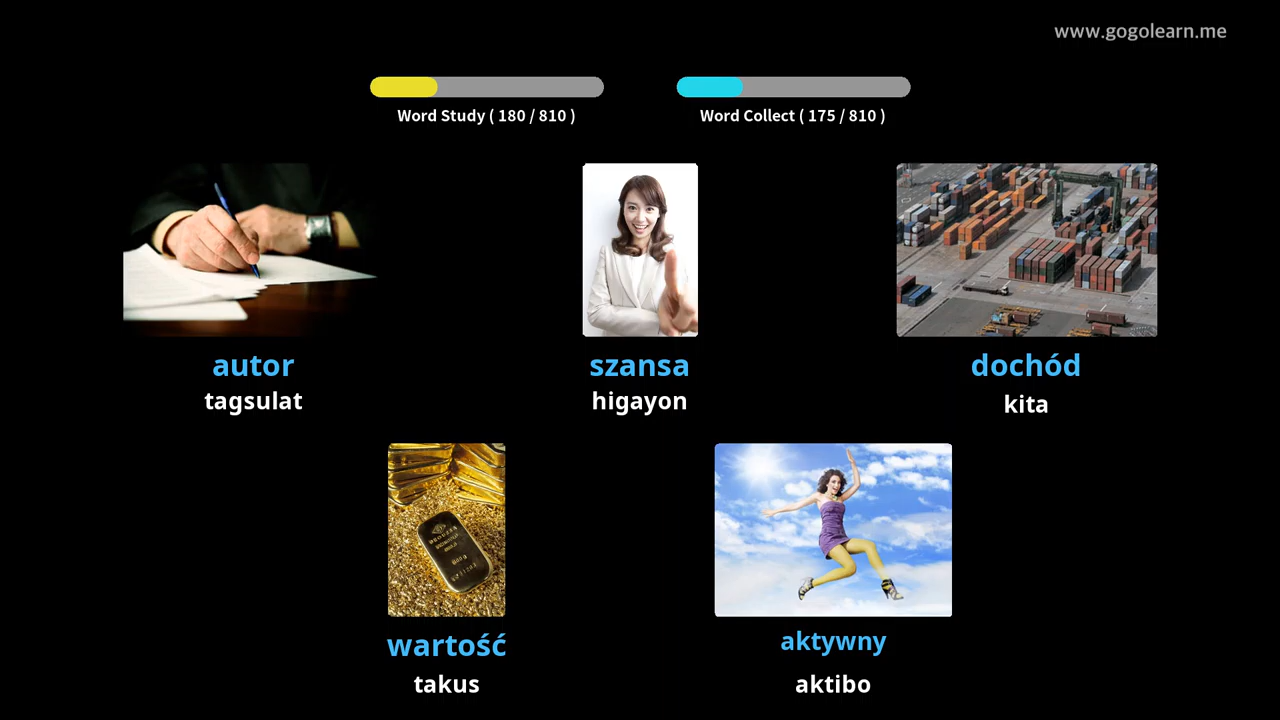 www.gogolearn.me
Word Study ( 180 / 810 )
Word Collect ( 175 / 810 )
autor
tagsulat
szansa
higayon
dochód
kita
wartość
takus
aktywny
aktibo